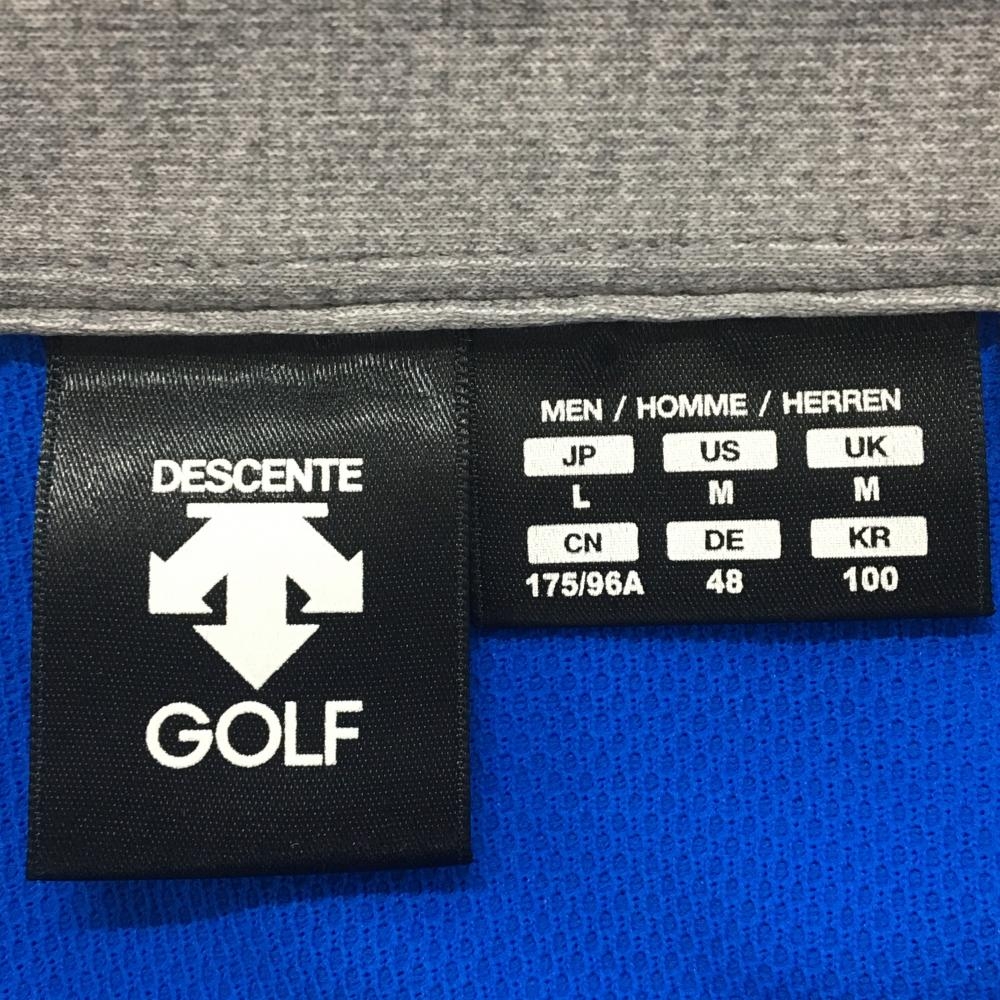 DESCENTE
GOLF
MEN / HOMME / HERREN
JP US UK
L M M
CN DE KR
175/96A 48 100